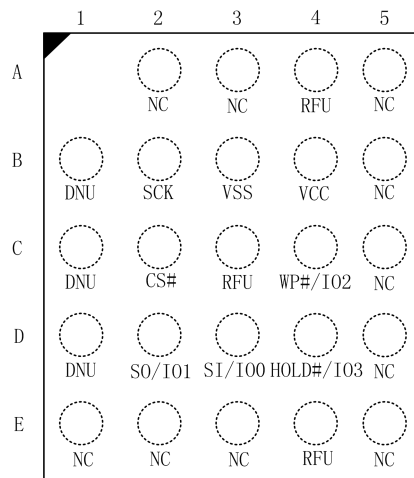 1 2 3 4 5
A
NC NC RFU NC
B
DNU SCK VSS VCC NC
C
DNU CS# RFU WP#/IO2 NC
D
DNU SO/IO1 SI/IO0 HOLD#/IO3 NC
E
NC NC NC RFU NC